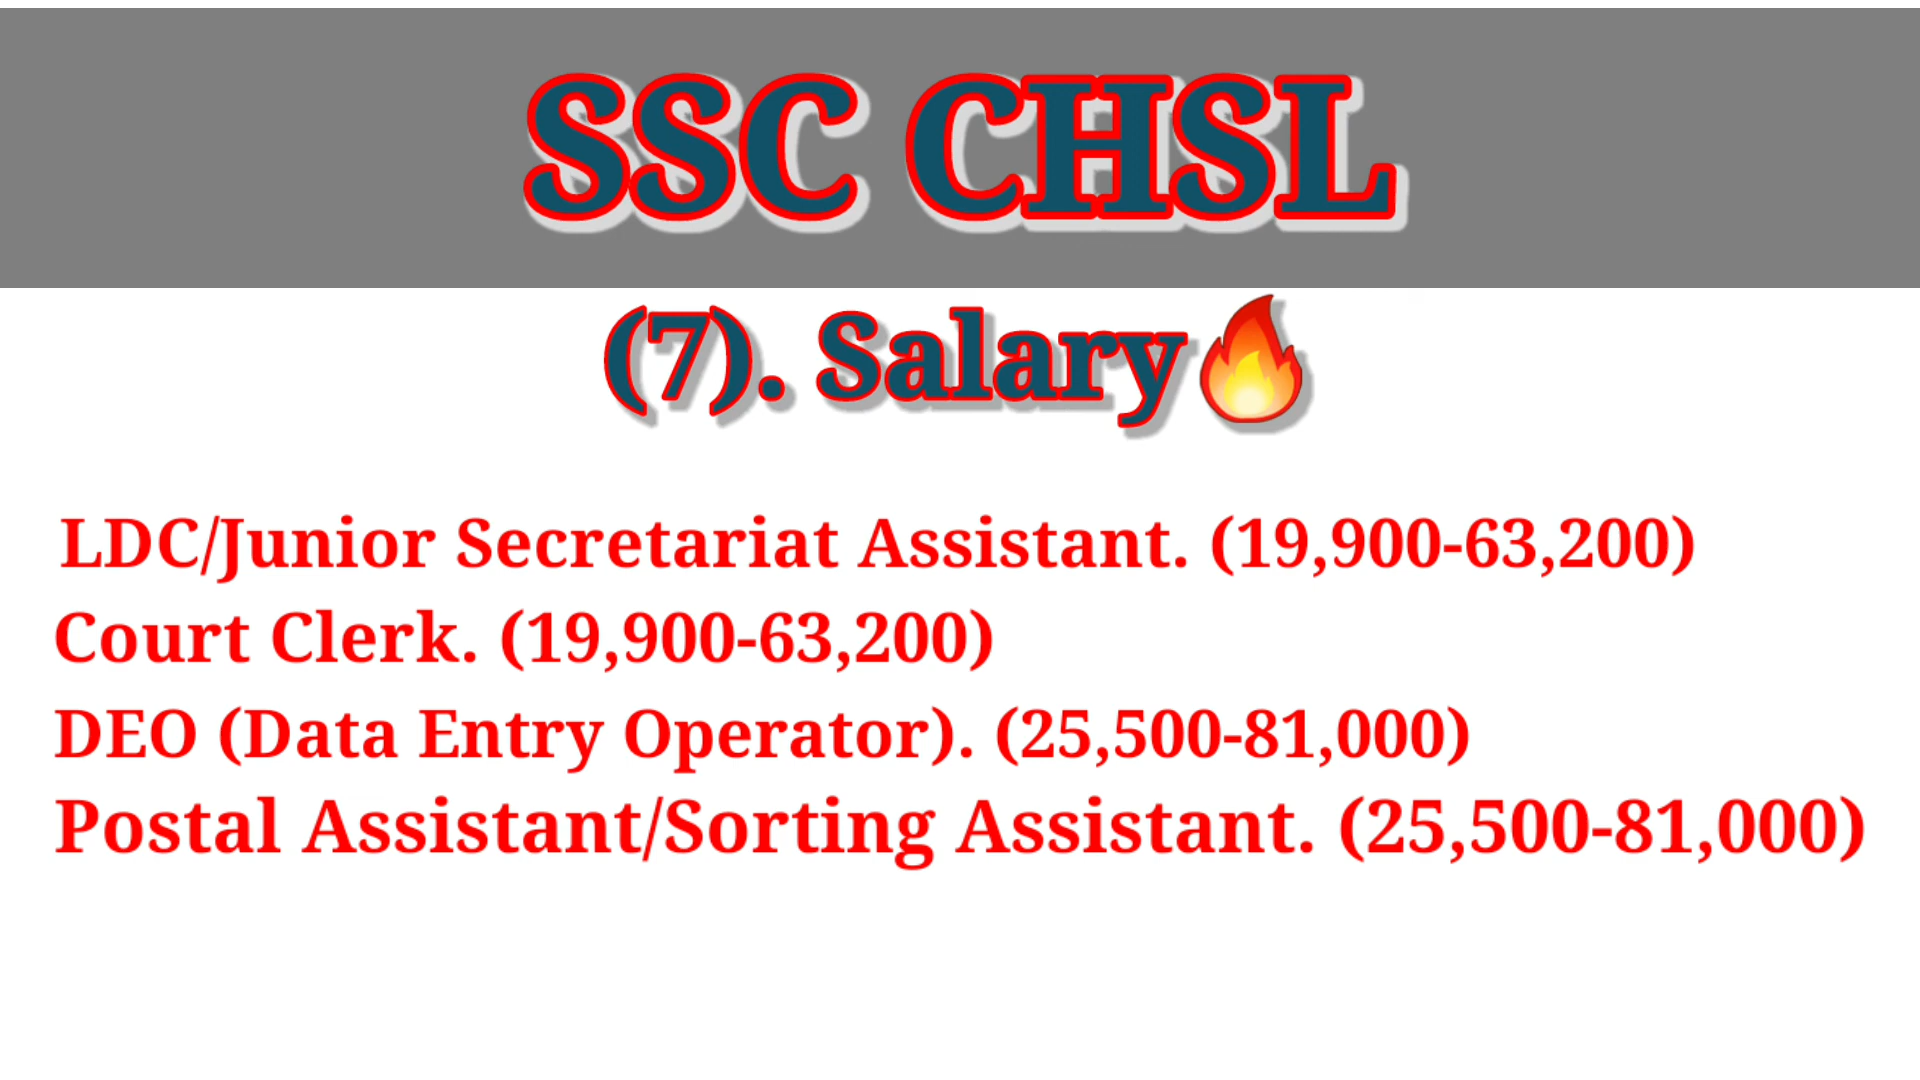 SSC CHSL
(7). Salary🔥
LDC/Junior Secretariat Assistant. (19,900-63,200)
Court Clerk. (19,900-63,200)
DEO (Data Entry Operator). (25,500-81,000)
Postal Assistant/Sorting Assistant. (25,500-81,000)